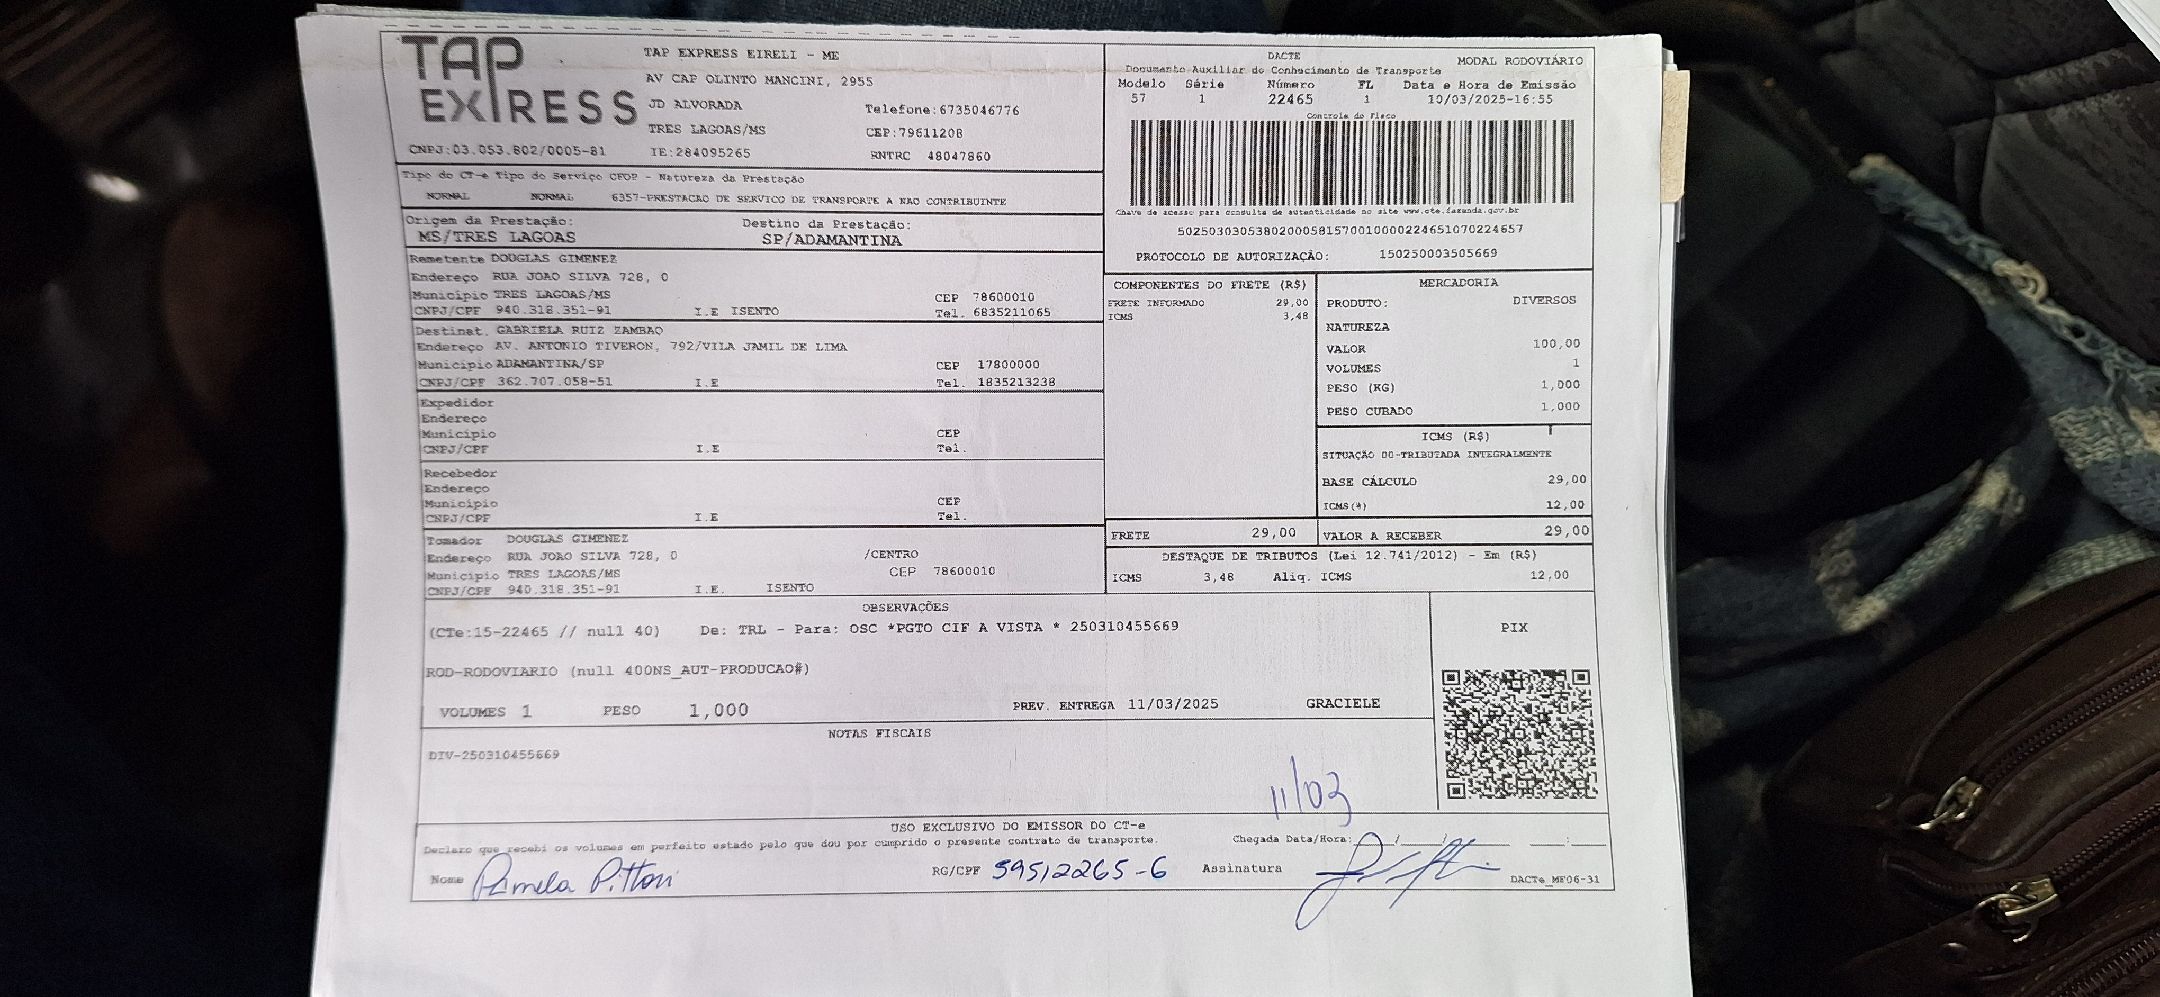 TAP EXPRESS
TAP EXPRESS EIRELI - ME
AV CAP OLINTO MANCINI, 2955
JD ALVORADA Telefone:6735046776
TRES LAGOAS/MS CEP:79611208
CNPJ:03.053.802/0005-81 IE:284095265 RNTRC 48047860
DACTE MODAL RODOVIÁRIO
Documento Auxiliar do Conhecimento de Transporte
Modelo Série Número FL Data e Hora de Emissão
57 1 22465 1 10/03/2025-16:55
Controle do Fisco
Chave de acesso para consulta de autenticidade no site www.cte.fazenda.gov.br
50250303053802000581570010000224651070224657
PROTOCOLO DE AUTORIZAÇÃO: 150250003505669
Tipo do CT-e Tipo do Serviço CFOP - Natureza da Prestação
NORMAL NORMAL 6357-PRESTACAO DE SERVICO DE TRANSPORTE A NAO CONTRIBUINTE
Origem da Prestação: Destino da Prestação:
MS/TRES LAGOAS SP/ADAMANTINA
Remetente DOUGLAS GIMENEZ
Endereço RUA JOAO SILVA 728, 0
Município TRES LAGOAS/MS CEP 78600010
CNPJ/CPF 940.318.351-91 I.E ISENTO Tel. 6835211065
Destinat. GABRIELA RUIZ ZAMBAO
Endereço AV. ANTONIO TIVERON, 792/VILA JAMIL DE LIMA
Município ADAMANTINA/SP CEP 17800000
CNPJ/CPF 362.707.058-51 I.E Tel. 1835213238
Expedidor
Endereço
Município CEP
CNPJ/CPF I.E Tel.
Recebedor
Endereço
Município CEP
CNPJ/CPF I.E Tel.
Tomador DOUGLAS GIMENEZ
Endereço RUA JOAO SILVA 728, 0 /CENTRO
Município TRES LAGOAS/MS CEP 78600010
CNPJ/CPF 940.318.351-91 I.E. ISENTO
COMPONENTES DO FRETE (R$)
FRETE INFORMADO 29,00
ICMS 3,48
MERCADORIA
PRODUTO: DIVERSOS
NATUREZA
VALOR 100,00
VOLUMES 1
PESO (KG) 1,000
PESO CUBADO 1,000
ICMS (R$)
SITUAÇÃO 00-TRIBUTADA INTEGRALMENTE
BASE CÁLCULO 29,00
ICMS(%) 12,00
FRETE 29,00 VALOR A RECEBER 29,00
DESTAQUE DE TRIBUTOS (Lei 12.741/2012) - Em (R$)
ICMS 3,48 Aliq. ICMS 12,00
OBSERVAÇÕES
(CTe:15-22465 // null 40) De: TRL - Para: OSC *PGTO CIF A VISTA * 250310455669
ROD-RODOVIARIO (null 400NS_AUT-PRODUCAO#)
VOLUMES 1 PESO 1,000 PREV. ENTREGA 11/03/2025 GRACIELE
PIX
NOTAS FISCAIS
DIV-250310455669
11/03
USO EXCLUSIVO DO EMISSOR DO CT-e
Declaro que recebi os volumes em perfeito estado pelo que dou por cumprido o presente contrato de transporte. Chegada Data/Hora:__/__/__ __:__
Nome Pamela Pittori RG/CPF 59512265-6 Assinatura
DACTe_MF06-31